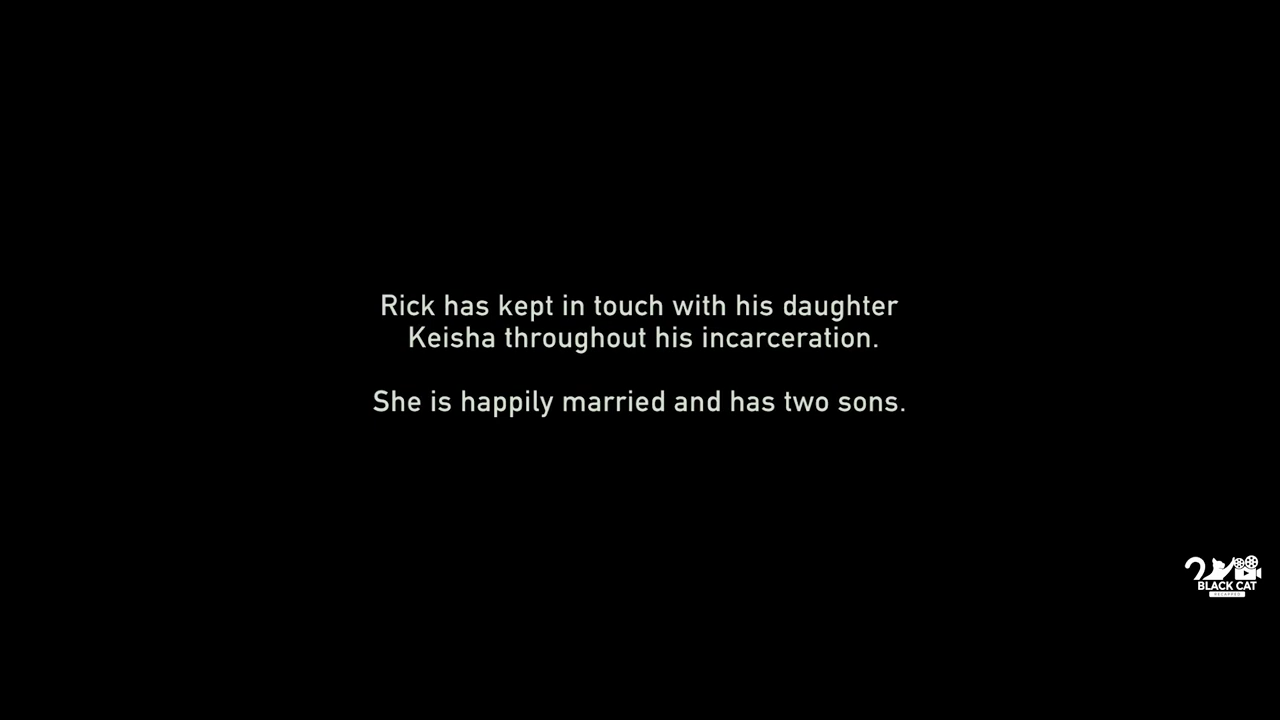 Rick has kept in touch with his daughter
Keisha throughout his incarceration.
She is happily married and has two sons.
BLACK CAT